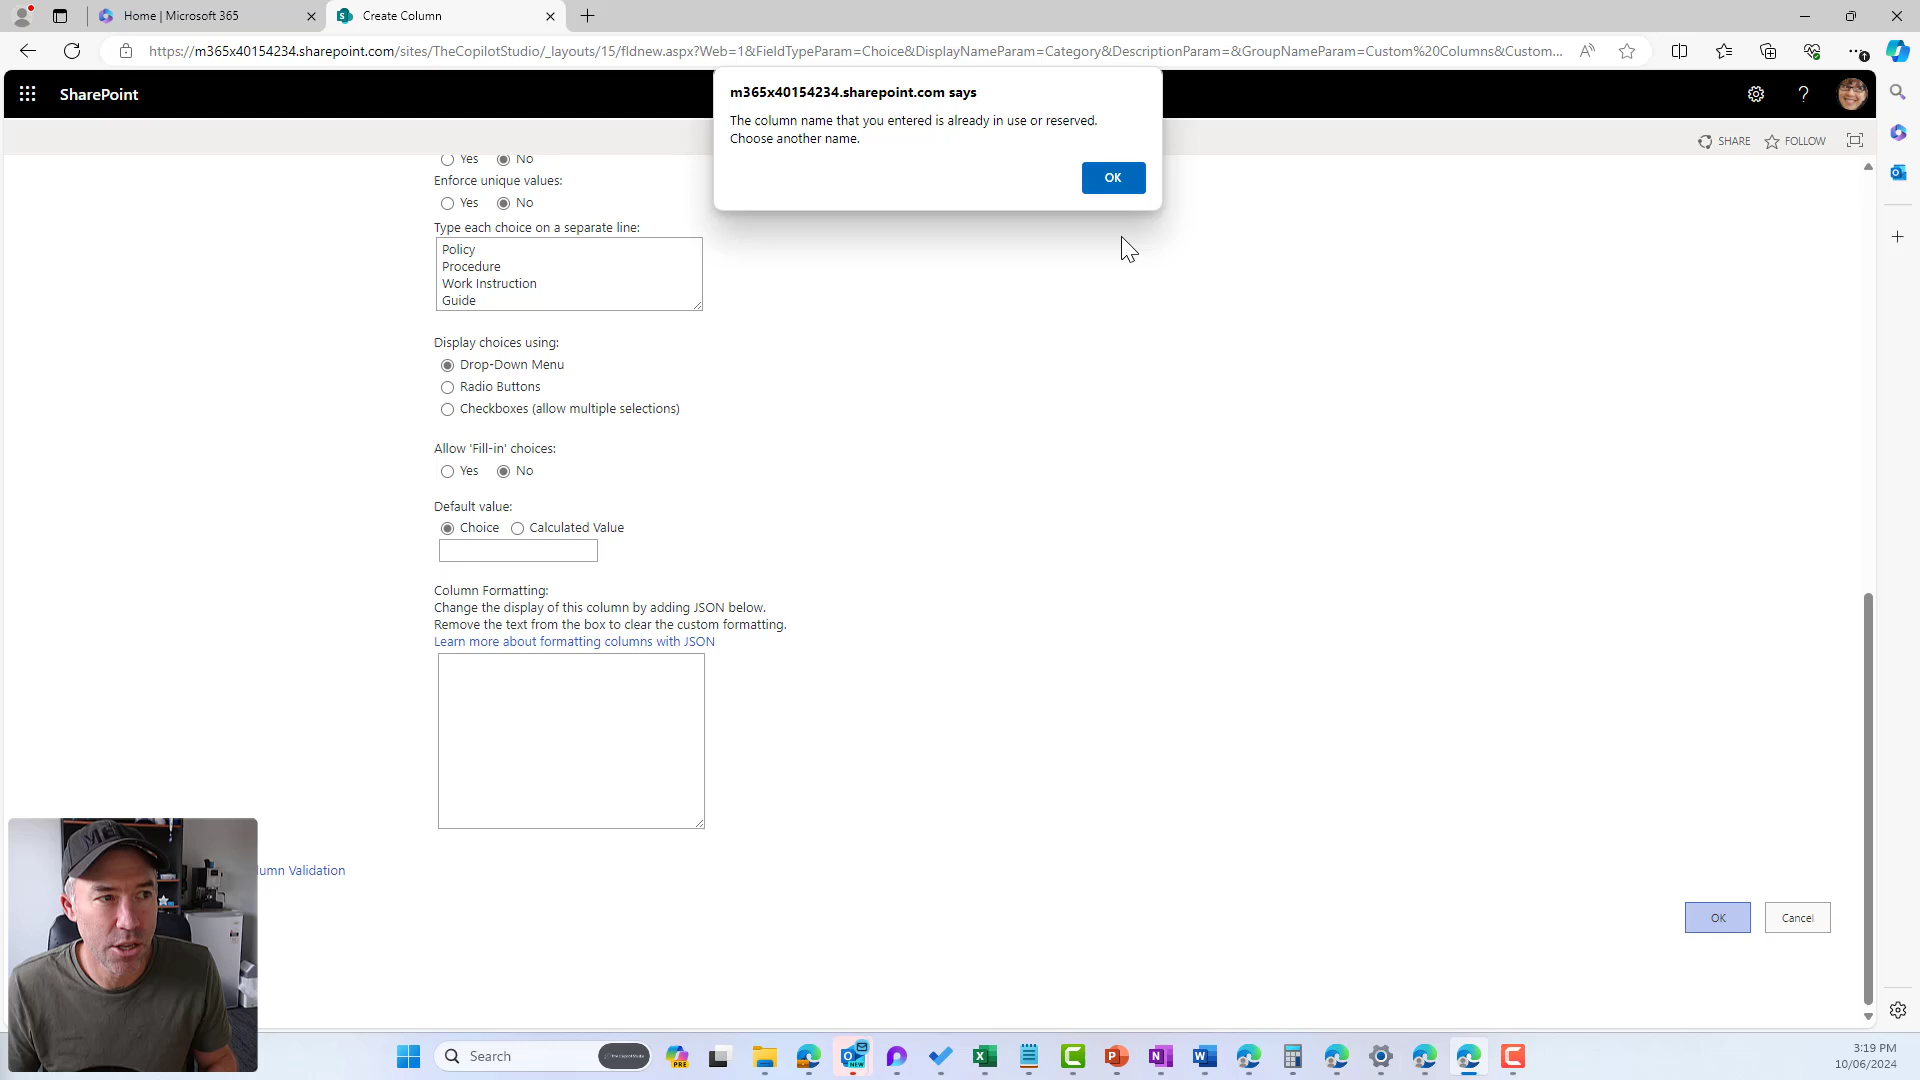 Home | Microsoft 365
Create Column
https://m365x40154234.sharepoint.com/sites/TheCopilotStudio/_layouts/15/fldnew.aspx?Web=1&FieldTypeParam=Choice&DisplayNameParam=Category&DescriptionParam=&GroupNameParam=Custom%20Columns&Custom...
SharePoint
m365x40154234.sharepoint.com says
The column name that you entered is already in use or reserved.
Choose another name.
OK
SHARE
FOLLOW
Yes No
Enforce unique values:
Yes No
Type each choice on a separate line:
Policy
Procedure
Work Instruction
Guide
Display choices using:
Drop-Down Menu
Radio Buttons
Checkboxes (allow multiple selections)
Allow 'Fill-in' choices:
Yes No
Default value:
Choice Calculated Value
Column Formatting:
Change the display of this column by adding JSON below.
Remove the text from the box to clear the custom formatting.
Learn more about formatting columns with JSON
lumn Validation
OK Cancel
Search
PRE
NEW
3:19 PM
10/06/2024